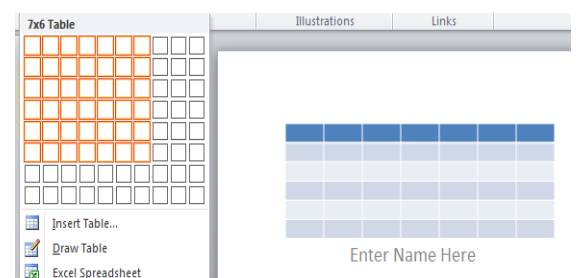 7x6 Table
Illustrations
Links
Insert Table...
Draw Table
Excel Spreadsheet
Enter Name Here